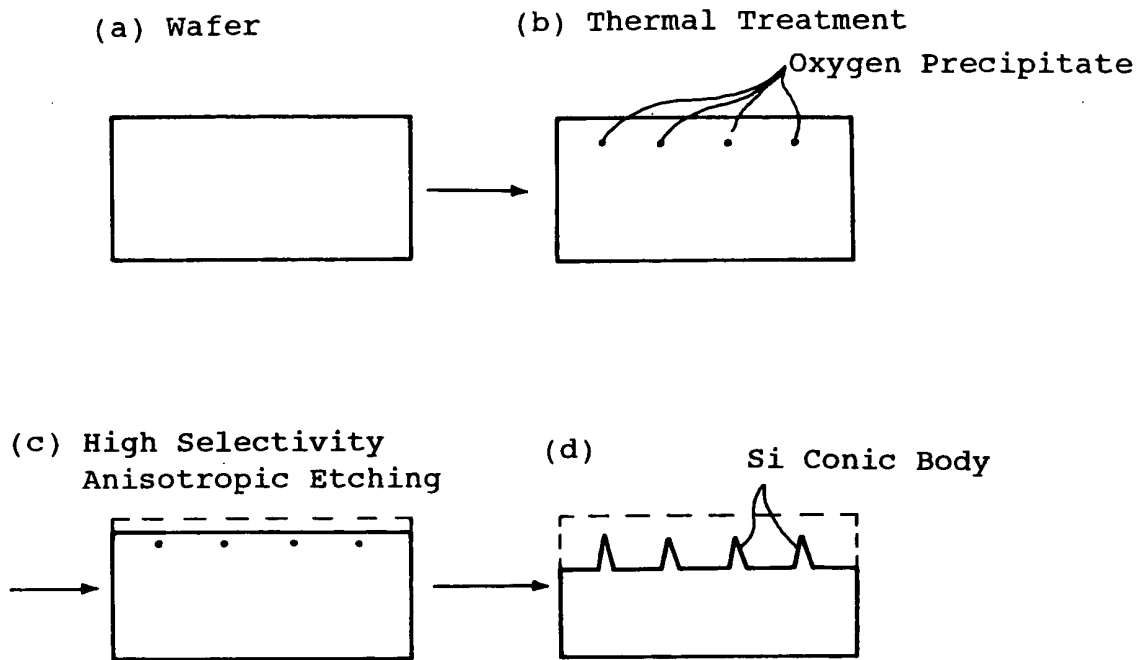 (a) Wafer
(b) Thermal Treatment
Oxygen Precipitate
(c) High Selectivity
Anisotropic Etching
(d)
Si Conic Body